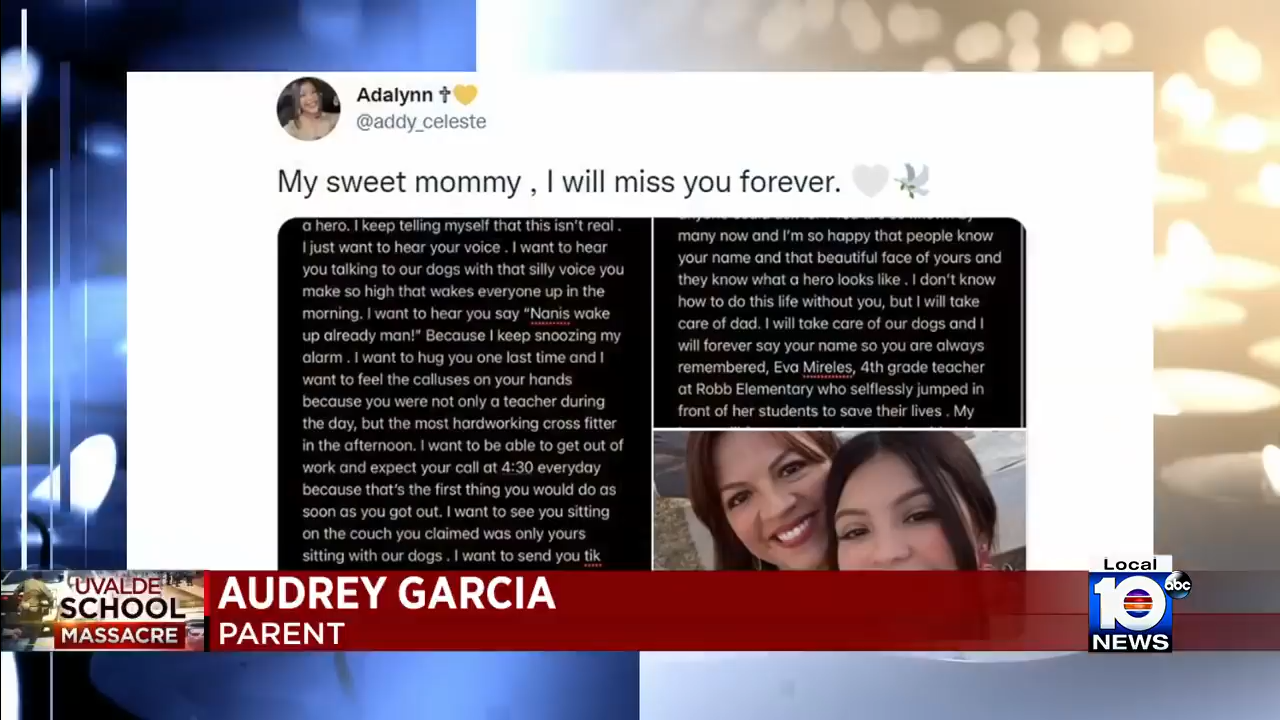 Adalynn ✝💛
@addy_celeste
My sweet mommy , I will miss you forever. 🤍🕊
a hero. I keep telling myself that this isn't real .
I just want to hear your voice . I want to hear
you talking to our dogs with that silly voice you
make so high that wakes everyone up in the
morning. I want to hear you say “Nanis wake
up already man!” Because I keep snoozing my
alarm . I want to hug you one last time and I
want to feel the calluses on your hands
because you were not only a teacher during
the day, but the most hardworking cross fitter
in the afternoon. I want to be able to get out of
work and expect your call at 4:30 everyday
because that's the first thing you would do as
soon as you got out. I want to see you sitting
on the couch you claimed was only yours
sitting with our dogs . I want to send you tik
many now and I'm so happy that people know
your name and that beautiful face of yours and
they know what a hero looks like . I don't know
how to do this life without you, but I will take
care of dad. I will take care of our dogs and I
will forever say your name so you are always
remembered, Eva Mireles, 4th grade teacher
at Robb Elementary who selflessly jumped in
front of her students to save their lives . My
UVALDE
SCHOOL
MASSACRE
AUDREY GARCIA
PARENT
Local
10
abc
NEWS